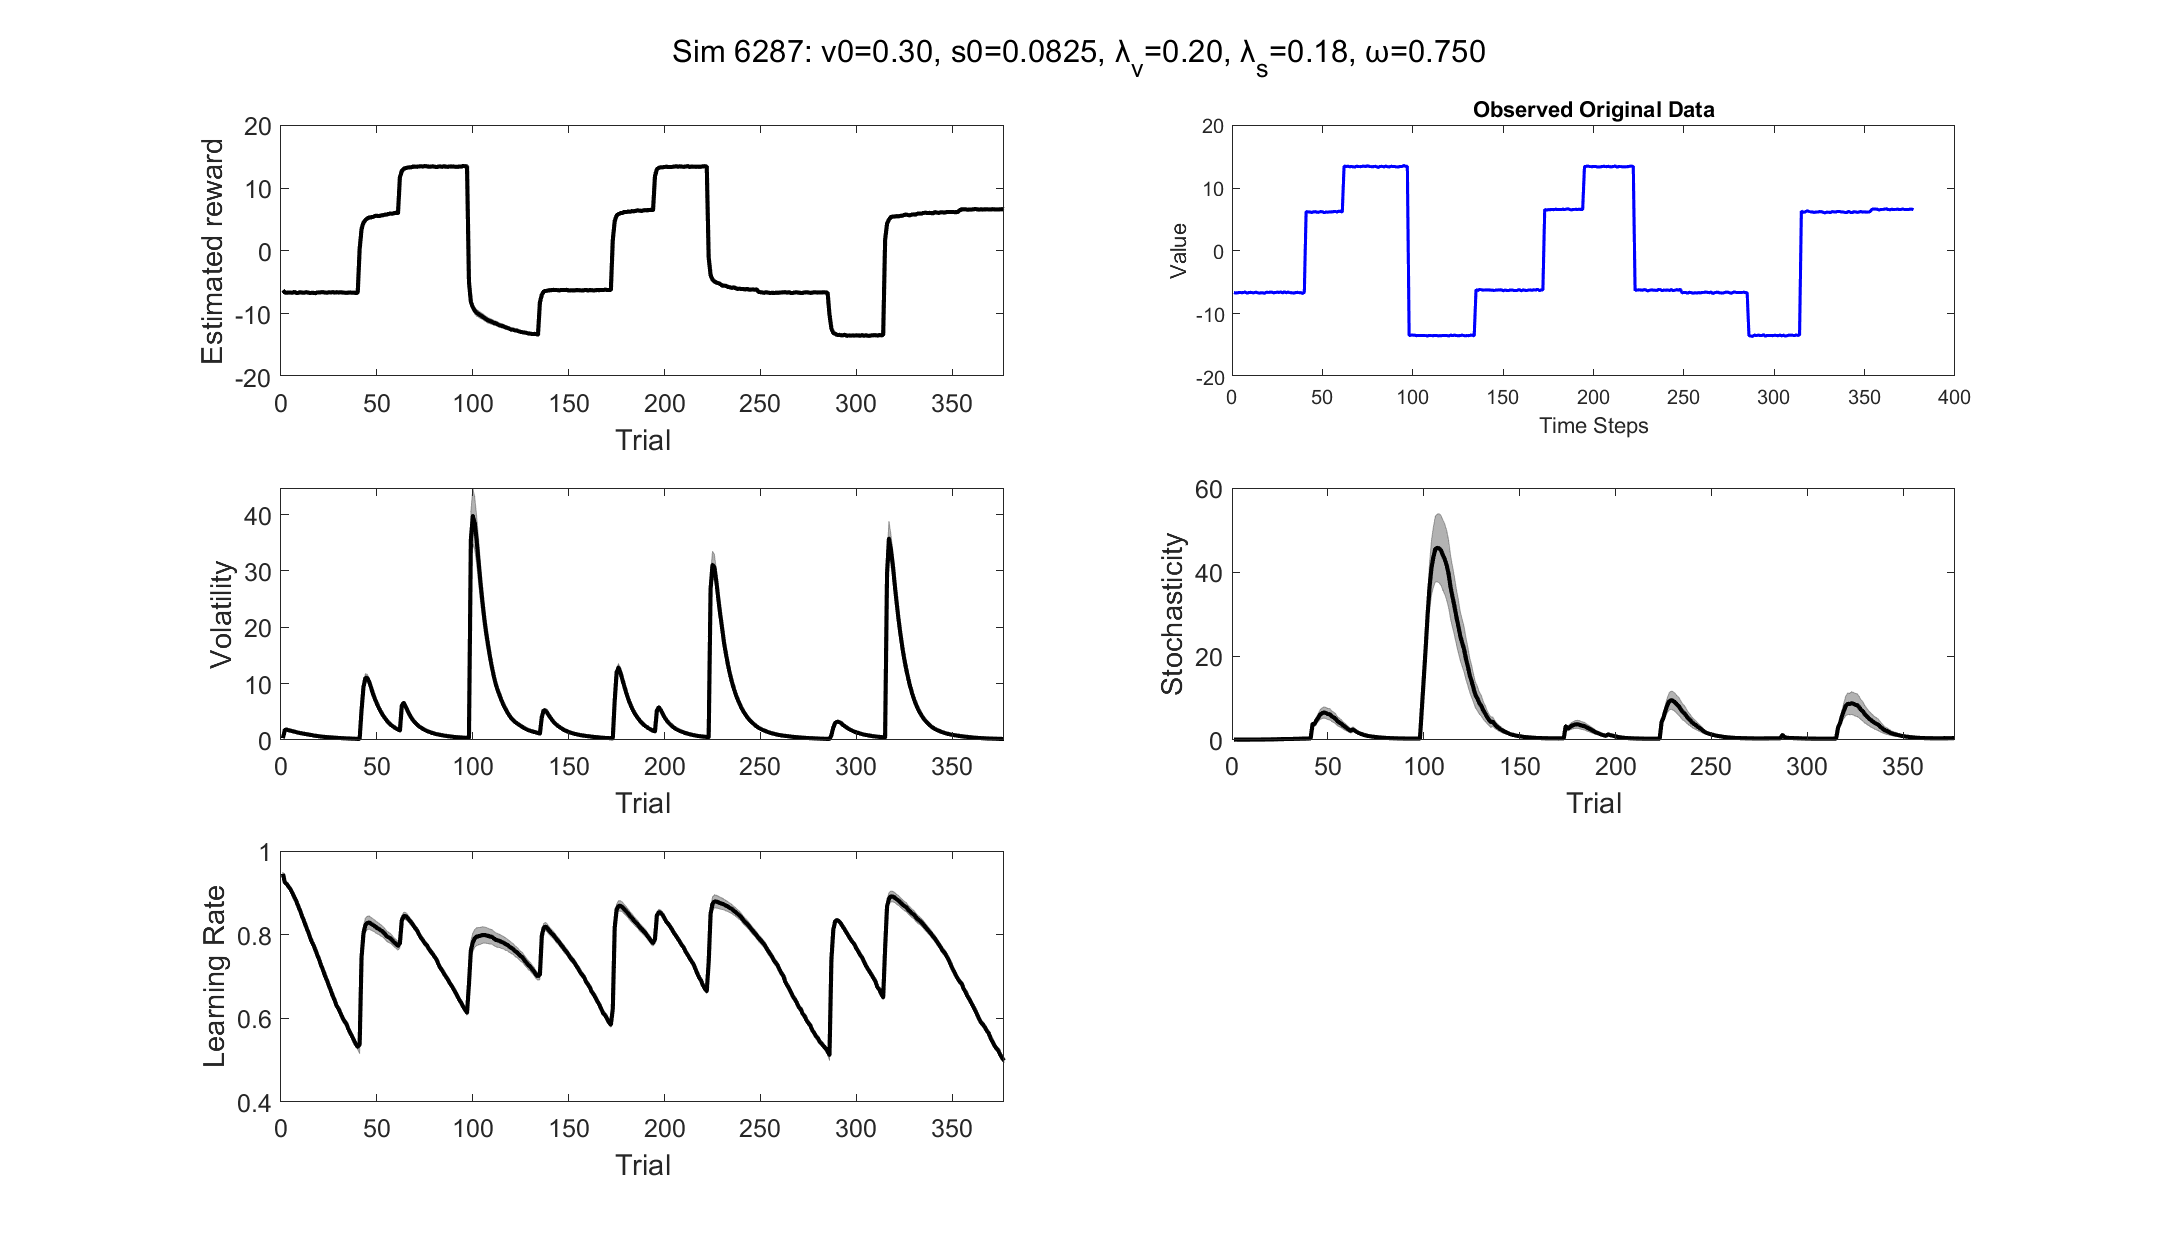 Sim 6287: v0=0.30, s0=0.0825, λv=0.20, λs=0.18, ω=0.750
Estimated reward
20
10
0
-10
-20
0 50 100 150 200 250 300 350
Trial
Observed Original Data
Value
20
10
0
-10
-20
0 50 100 150 200 250 300 350 400
Time Steps
Volatility
40
30
20
10
0
0 50 100 150 200 250 300 350
Trial
Stochasticity
60
40
20
0
0 50 100 150 200 250 300 350
Trial
Learning Rate
1
0.8
0.6
0.4
0 50 100 150 200 250 300 350
Trial